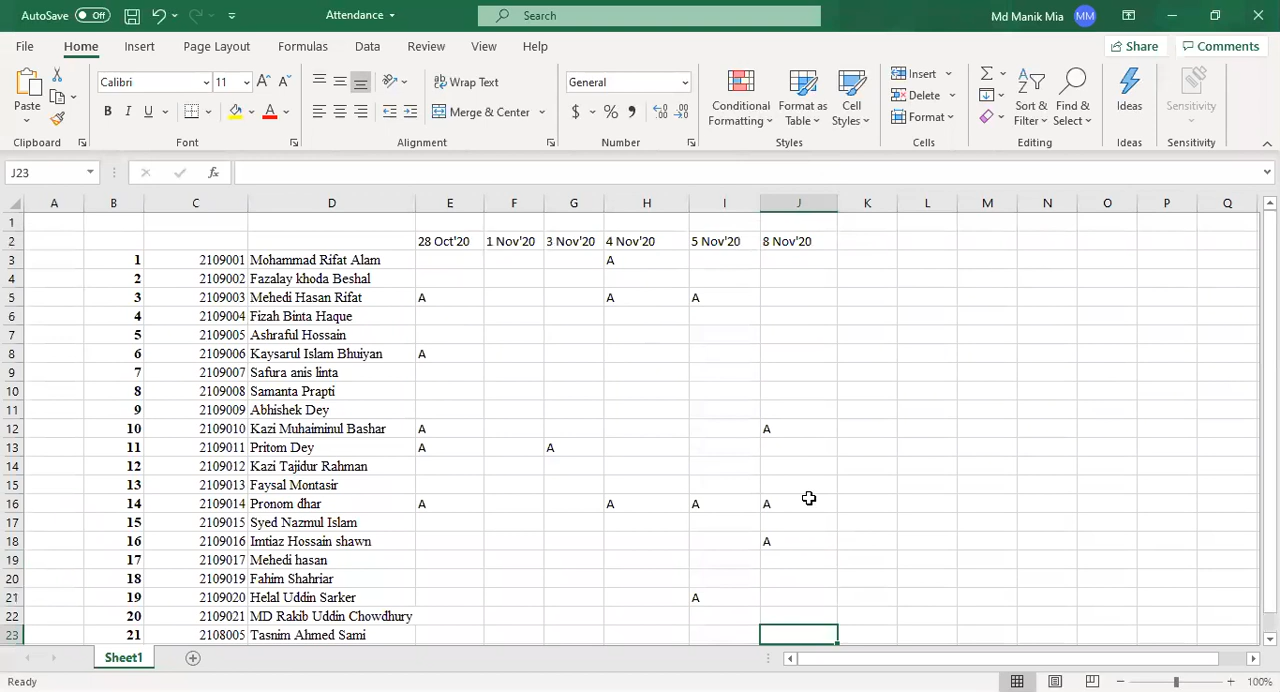 AutoSave Off Attendance Search Md Manik Mia MM
File Home Insert Page Layout Formulas Data Review View Help Share Comments
Paste Calibri 11 A A Wrap Text General Conditional Formatting Format as Table Cell Styles Insert Delete Format Sort & Filter Find & Select Ideas Sensitivity
B I U A Merge & Center $ % 9
Clipboard Font Alignment Number Styles Cells Editing Ideas Sensitivity
J23 fx
A B C D E F G H I J K L M N O P Q
1
2 28 Oct'20 1 Nov'20 3 Nov'20 4 Nov'20 5 Nov'20 8 Nov'20
3 1 2109001 Mohammad Rifat Alam A
4 2 2109002 Fazalay khoda Beshal
5 3 2109003 Mehedi Hasan Rifat A A A
6 4 2109004 Fizah Binta Haque
7 5 2109005 Ashraful Hossain
8 6 2109006 Kaysarul Islam Bhuiyan A
9 7 2109007 Safura anis linta
10 8 2109008 Samanta Prapti
11 9 2109009 Abhishek Dey
12 10 2109010 Kazi Muhaiminul Bashar A A
13 11 2109011 Pritom Dey A A
14 12 2109012 Kazi Tajidur Rahman
15 13 2109013 Faysal Montasir
16 14 2109014 Pronom dhar A A A A
17 15 2109015 Syed Nazmul Islam
18 16 2109016 Imtiaz Hossain shawn A
19 17 2109017 Mehedi hasan
20 18 2109019 Fahim Shahriar
21 19 2109020 Helal Uddin Sarker A
22 20 2109021 MD Rakib Uddin Chowdhury
23 21 2108005 Tasnim Ahmed Sami
Sheet1
Ready 100%